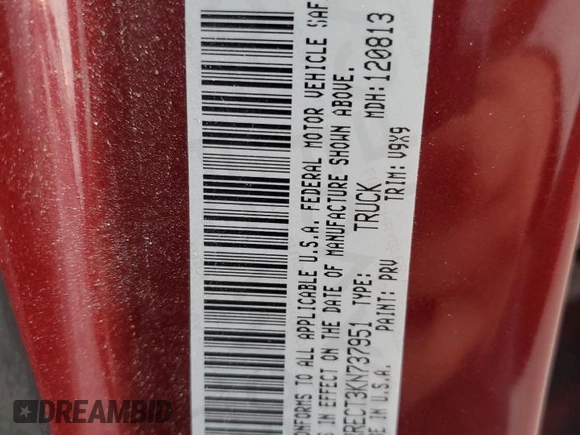 CONFORMS TO ALL APPLICABLE U.S.A. FEDERAL MOTOR VEHICLE SAF
IN EFFECT ON THE DATE OF MANUFACTURE SHOWN ABOVE.
RECT3KN737951 TYPE: TRUCK MDH:120813
E IN U.S.A. PAINT: PRV TRIM: V9X9
DREAMBID